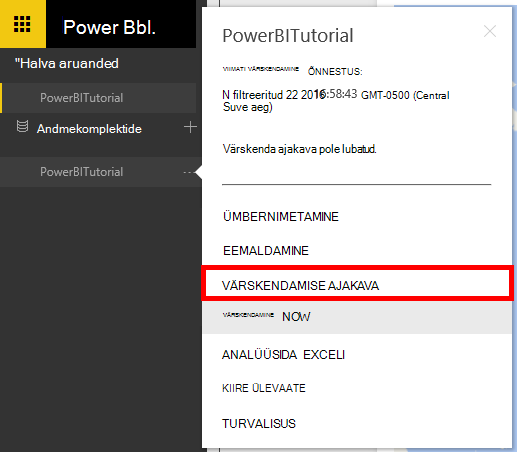 Power Bbl.
"Halva aruanded
PowerBITutorial
Andmekomplektide
PowerBITutorial
PowerBITutorial
VIIMATI VÄRSKENDAMINE ÕNNESTUS:
N filtreeritud 22 2016 16:58:43 GMT-0500 (Central
Suve aeg)
Värskenda ajakava pole lubatud.
ÜMBERNIMETAMINE
EEMALDAMINE
VÄRSKENDAMISE AJAKAVA
VÄRSKENDAMINE NOW
ANALÜÜSIDA EXCELI
KIIRE ÜLEVAATE
TURVALISUS